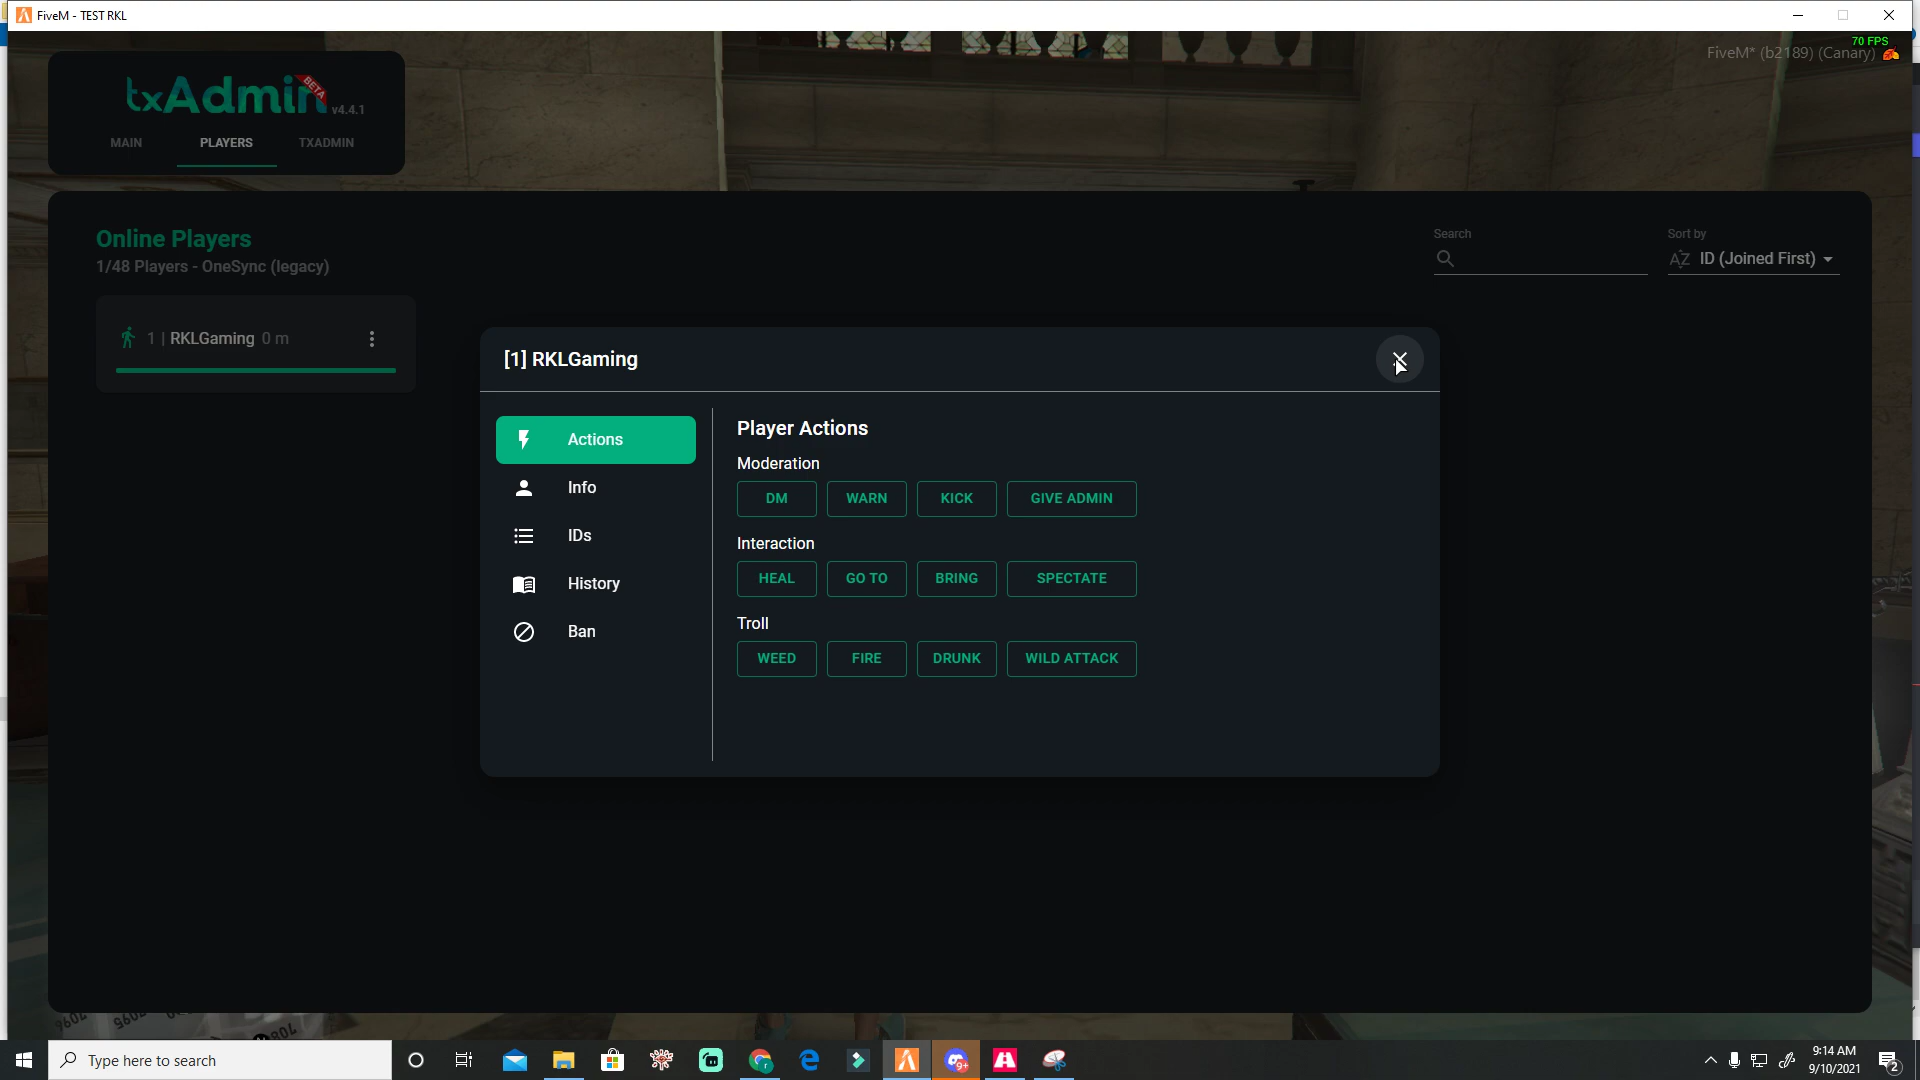 FiveM - TEST RKL
70 FPS
FiveM* (b2189) (Canary)
txAdmin BETA v4.4.1
MAIN PLAYERS TXADMIN
Online Players
1/48 Players - OneSync (legacy)
Search
Sort by
ID (Joined First)
1 | RKLGaming 0 m
[1] RKLGaming
Actions
Info
IDs
History
Ban
Player Actions
Moderation
DM WARN KICK GIVE ADMIN
Interaction
HEAL GO TO BRING SPECTATE
Troll
WEED FIRE DRUNK WILD ATTACK
Type here to search
9+
9:14 AM
9/10/2021
2